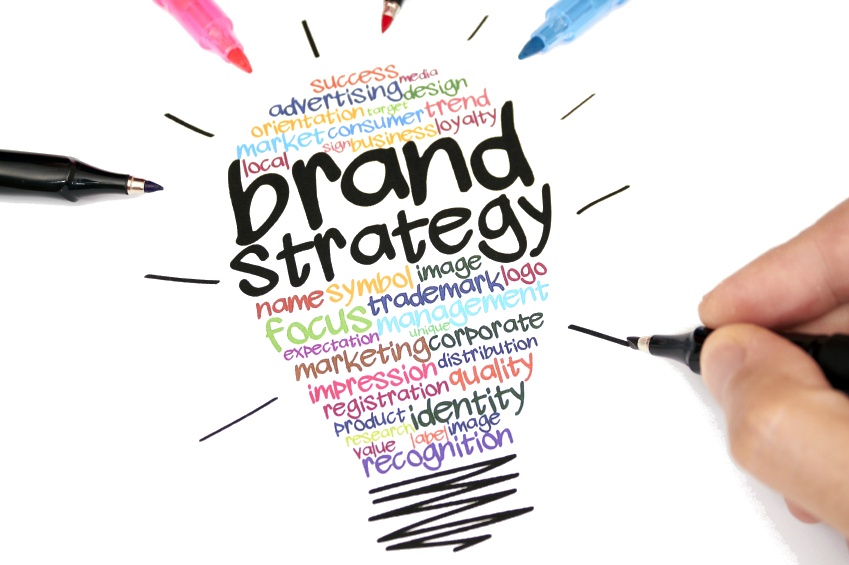 success media
advertising design
orientation target trend
market consumer loyalty
local sign business
brand
strategy
name symbol image
trademark logo
focus management
expectation unique corporate
marketing distribution
impression quality
registration
product identity
research label image
value
recognition